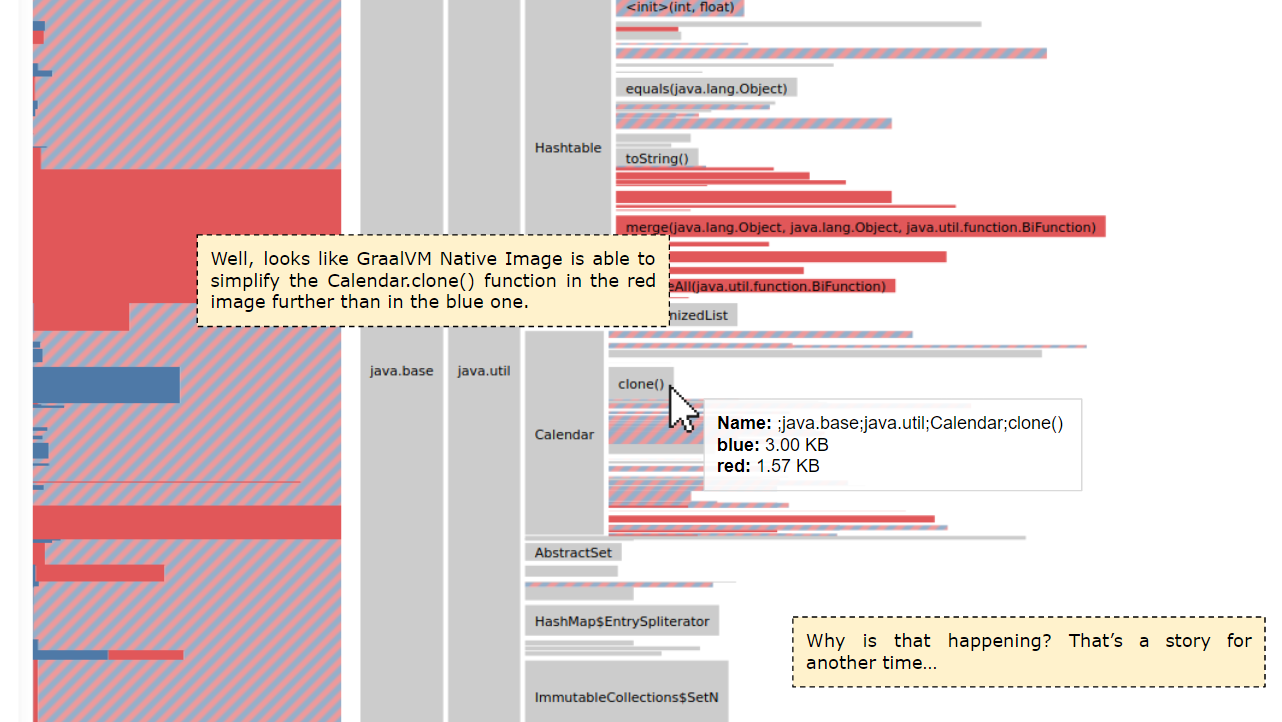 <init>(int, float)
equals(java.lang.Object)
Hashtable
toString()
merge(java.lang.Object, java.lang.Object, java.util.function.BiFunction)
Well, looks like GraalVM Native Image is able to
simplify the Calendar.clone() function in the red
image further than in the blue one.
eAll(java.util.function.BiFunction)
nizedList
java.base
java.util
clone()
Calendar
Name: ;java.base;java.util;Calendar;clone()
blue: 3.00 KB
red: 1.57 KB
AbstractSet
HashMap$EntrySpliterator
Why is that happening? That’s a story for
another time…
ImmutableCollections$SetN